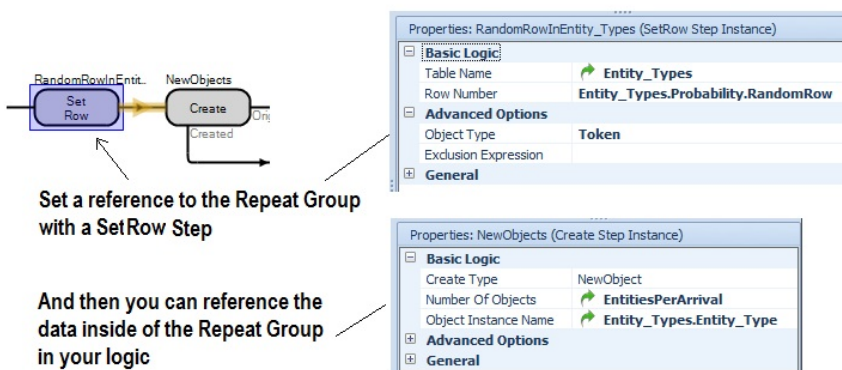 RandomRowInEntit..
NewObjects
Set
Row
Create
Created
Set a reference to the Repeat Group
with a SetRow Step
And then you can reference the
data inside of the Repeat Group
in your logic
Properties: RandomRowInEntity_Types (SetRow Step Instance)
Basic Logic
Table Name Entity_Types
Row Number Entity_Types.Probability.RandomRow
Advanced Options
Object Type Token
Exclusion Expression
General
Properties: NewObjects (Create Step Instance)
Basic Logic
Create Type NewObject
Number Of Objects EntitiesPerArrival
Object Instance Name Entity_Types.Entity_Type
Advanced Options
General